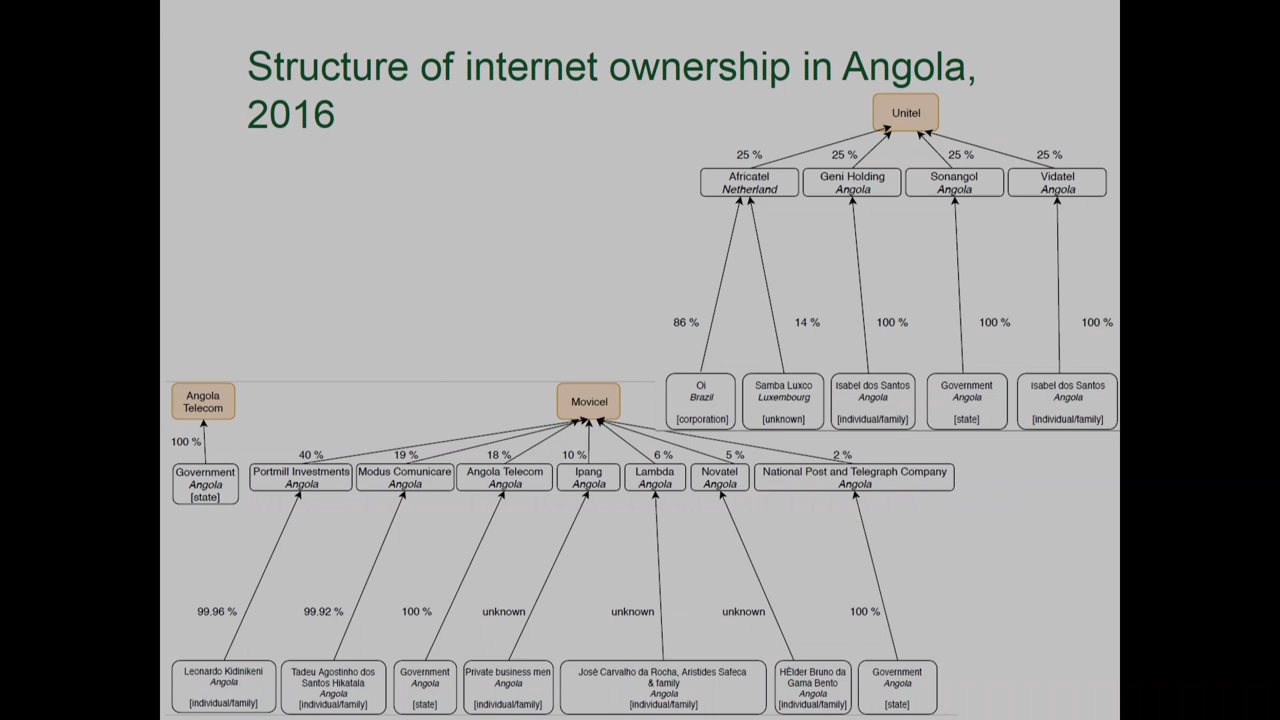 Structure of internet ownership in Angola,
2016
Unitel
25 %
25 %
25 %
25 %
Africatel
Netherland
Geni Holding
Angola
Sonangol
Angola
Vidatel
Angola
86 %
14 %
100 %
100 %
100 %
Oi
Brazil
[corporation]
Samba Luxco
Luxembourg
[unknown]
Isabel dos Santos
Angola
[individual/family]
Government
Angola
[state]
Isabel dos Santos
Angola
[individual/family]
Angola
Telecom
100 %
Government
Angola
[state]
Movicel
40 %
19 %
18 %
10 %
6 %
5 %
2 %
Portmill Investments
Angola
Modus Comunicare
Angola
Angola Telecom
Angola
Ipang
Angola
Lambda
Angola
Novatel
Angola
National Post and Telegraph Company
Angola
99.96 %
99.92 %
100 %
unknown
unknown
unknown
100 %
Leonardo Kidinikeni
Angola
[individual/family]
Tadeu Agostinho dos
Santos Hikatala
Angola
[individual/family]
Government
Angola
[state]
Private business men
Angola
[individual/family]
José Carvalho da Rocha, Aristides Safeca
& family
Angola
[individual/family]
HÊlder Bruno da
Gama Bento
Angola
[individual/family]
Government
Angola
[state]